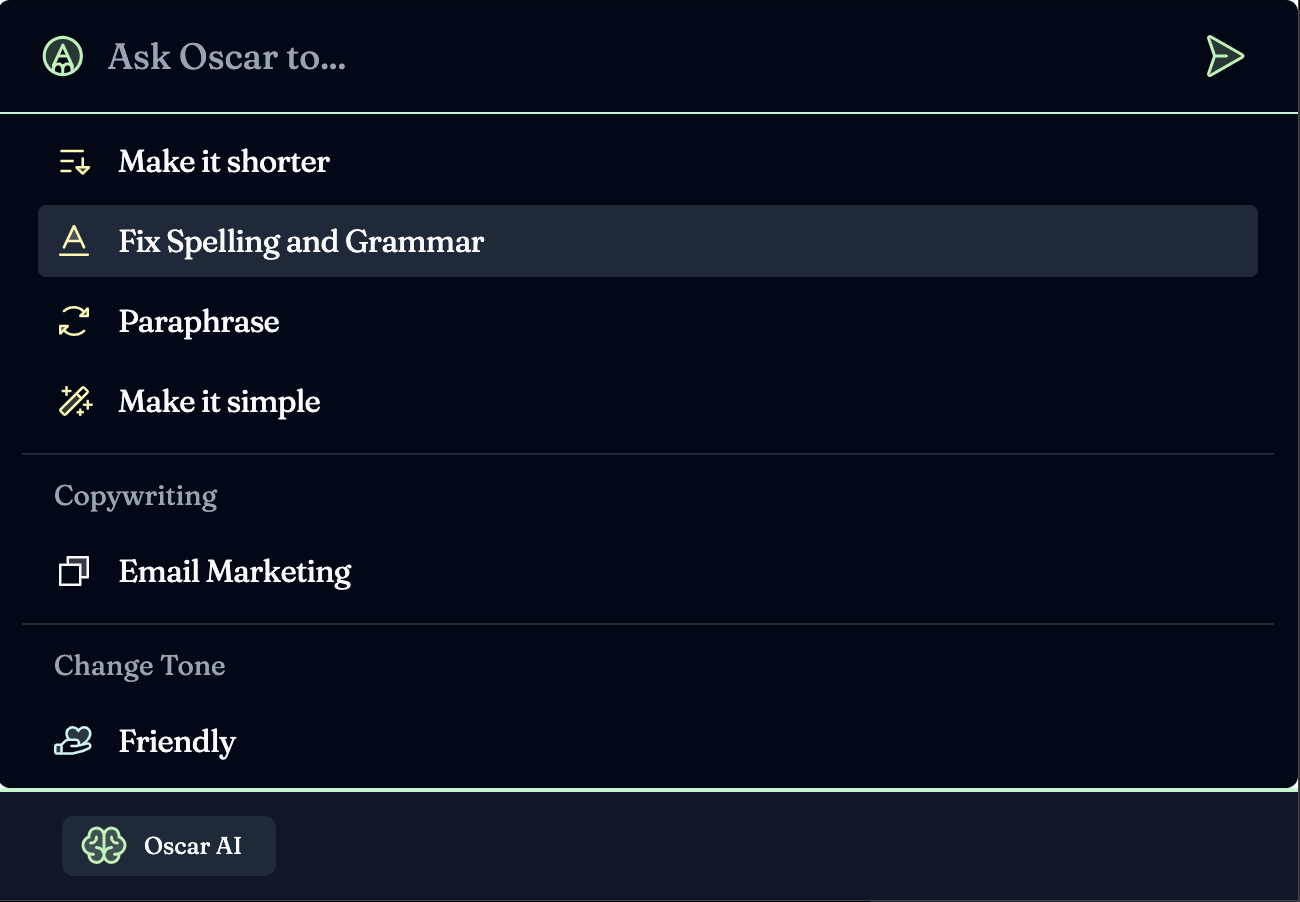 Ask Oscar to...
Make it shorter
Fix Spelling and Grammar
Paraphrase
Make it simple
Copywriting
Email Marketing
Change Tone
Friendly
Oscar AI